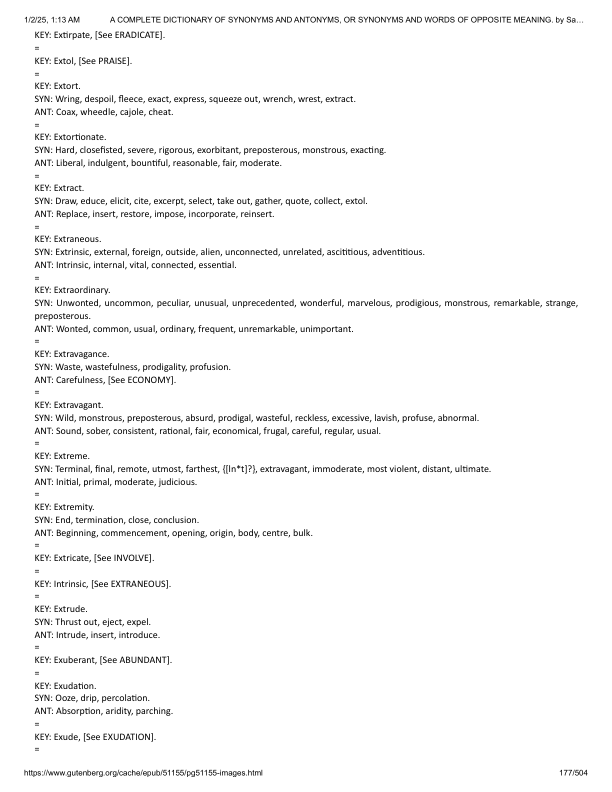 1/2/25, 1:13 AM A COMPLETE DICTIONARY OF SYNONYMS AND ANTONYMS, OR SYNONYMS AND WORDS OF OPPOSITE MEANING. by Sa…
KEY: Extirpate, [See ERADICATE].
=
KEY: Extol, [See PRAISE].
=
KEY: Extort.
SYN: Wring, despoil, fleece, exact, express, squeeze out, wrench, wrest, extract.
ANT: Coax, wheedle, cajole, cheat.
=
KEY: Extortionate.
SYN: Hard, closefisted, severe, rigorous, exorbitant, preposterous, monstrous, exacting.
ANT: Liberal, indulgent, bountiful, reasonable, fair, moderate.
=
KEY: Extract.
SYN: Draw, educe, elicit, cite, excerpt, select, take out, gather, quote, collect, extol.
ANT: Replace, insert, restore, impose, incorporate, reinsert.
=
KEY: Extraneous.
SYN: Extrinsic, external, foreign, outside, alien, unconnected, unrelated, ascititious, adventitious.
ANT: Intrinsic, internal, vital, connected, essential.
=
KEY: Extraordinary.
SYN: Unwonted, uncommon, peculiar, unusual, unprecedented, wonderful, marvelous, prodigious, monstrous, remarkable, strange,
preposterous.
ANT: Wonted, common, usual, ordinary, frequent, unremarkable, unimportant.
=
KEY: Extravagance.
SYN: Waste, wastefulness, prodigality, profusion.
ANT: Carefulness, [See ECONOMY].
=
KEY: Extravagant.
SYN: Wild, monstrous, preposterous, absurd, prodigal, wasteful, reckless, excessive, lavish, profuse, abnormal.
ANT: Sound, sober, consistent, rational, fair, economical, frugal, careful, regular, usual.
=
KEY: Extreme.
SYN: Terminal, final, remote, utmost, farthest, {[ln*t]?}, extravagant, immoderate, most violent, distant, ultimate.
ANT: Initial, primal, moderate, judicious.
=
KEY: Extremity.
SYN: End, termination, close, conclusion.
ANT: Beginning, commencement, opening, origin, body, centre, bulk.
=
KEY: Extricate, [See INVOLVE].
=
KEY: Intrinsic, [See EXTRANEOUS].
=
KEY: Extrude.
SYN: Thrust out, eject, expel.
ANT: Intrude, insert, introduce.
=
KEY: Exuberant, [See ABUNDANT].
=
KEY: Exudation.
SYN: Ooze, drip, percolation.
ANT: Absorption, aridity, parching.
=
KEY: Exude, [See EXUDATION].
=
https://www.gutenberg.org/cache/epub/51155/pg51155-images.html 177/504